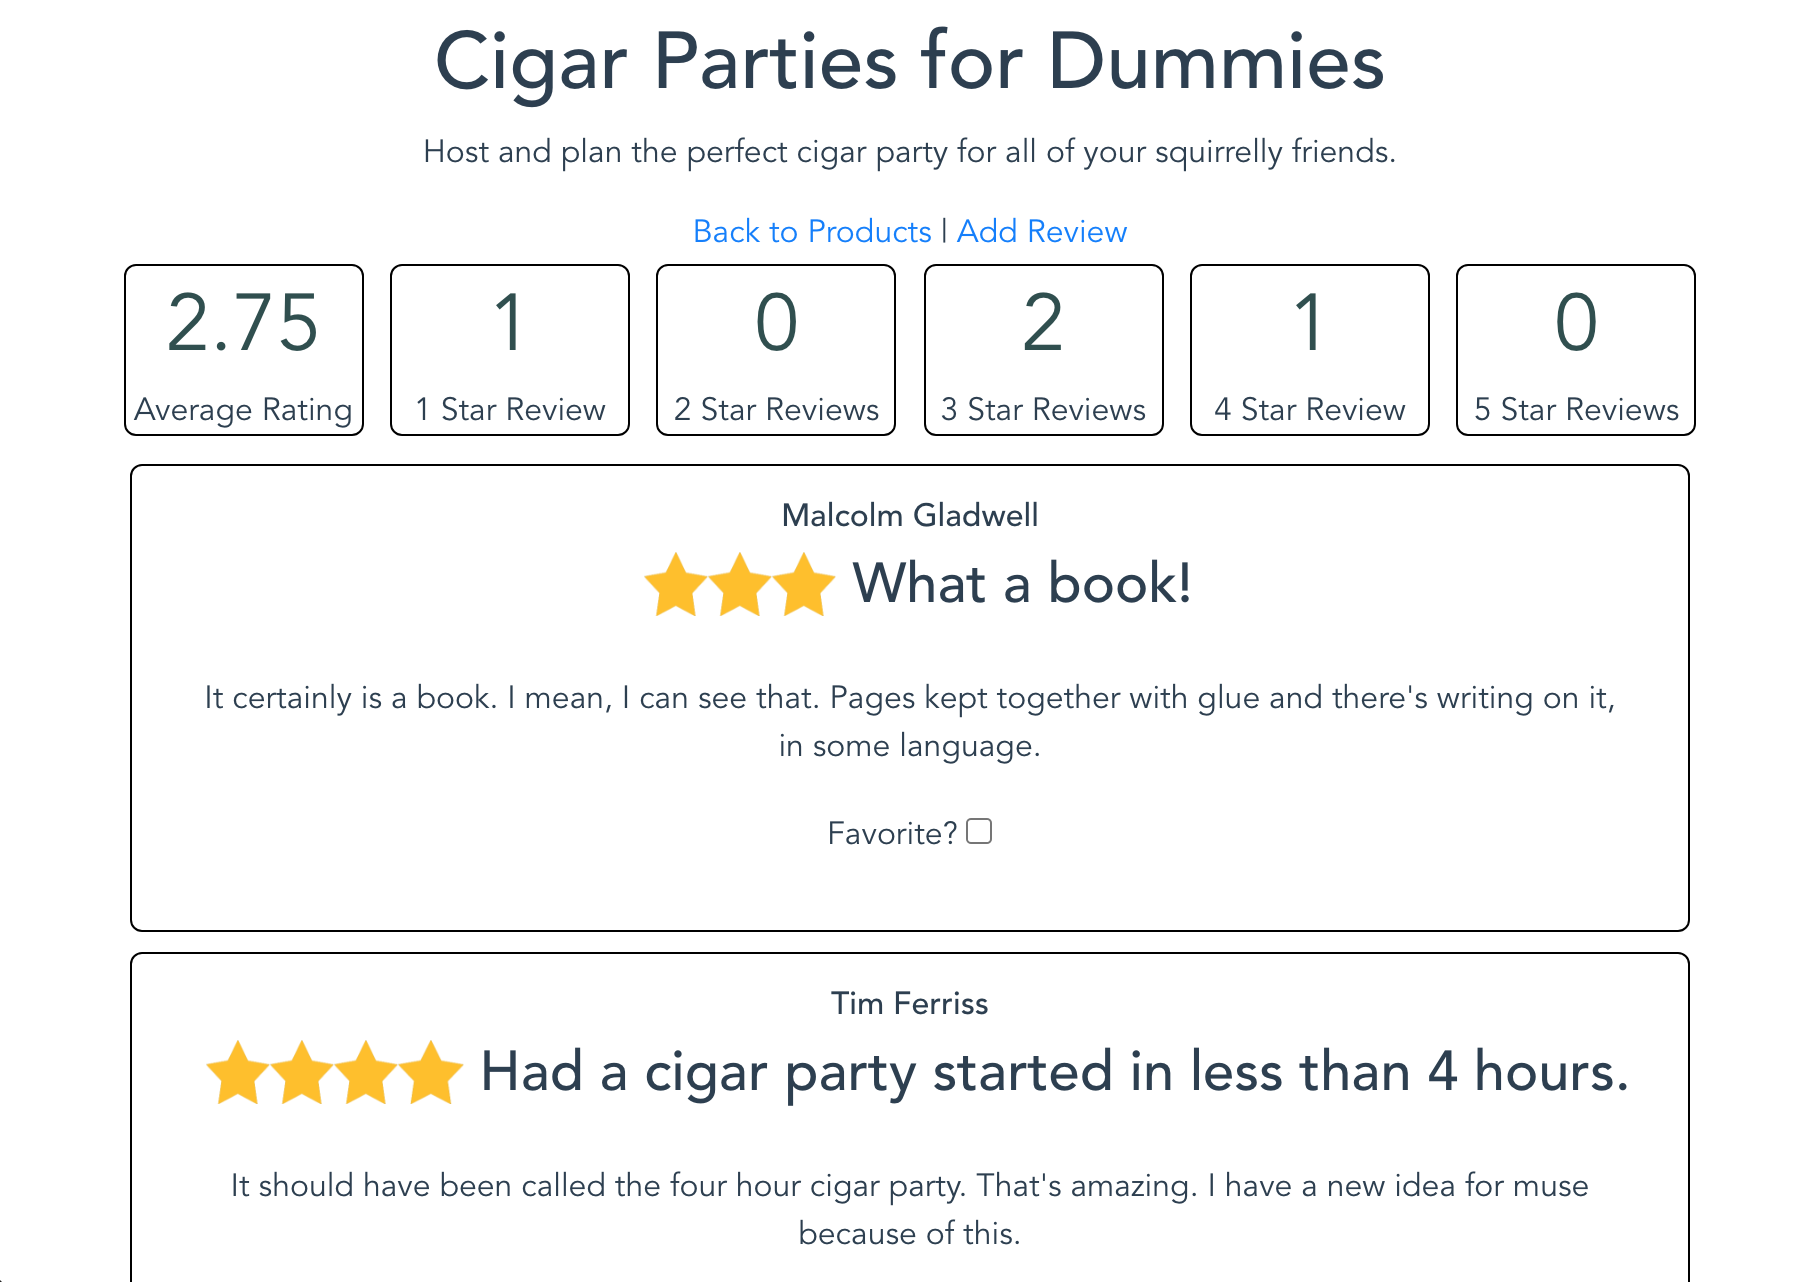 Cigar Parties for Dummies
Host and plan the perfect cigar party for all of your squirrelly friends.
Back to Products | Add Review
2.75
Average Rating
1
1 Star Review
0
2 Star Reviews
2
3 Star Reviews
1
4 Star Review
0
5 Star Reviews
Malcolm Gladwell
What a book!
It certainly is a book. I mean, I can see that. Pages kept together with glue and there's writing on it,
in some language.
Favorite?
Tim Ferriss
Had a cigar party started in less than 4 hours.
It should have been called the four hour cigar party. That's amazing. I have a new idea for muse
because of this.